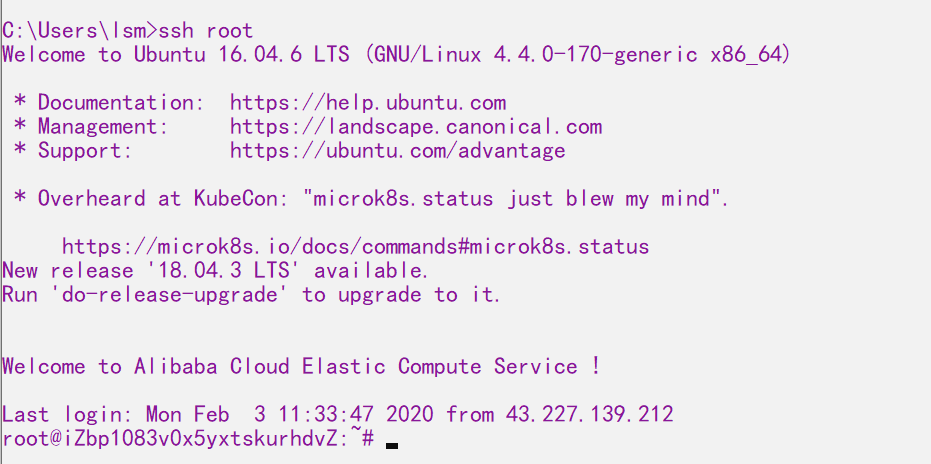 C:\Users\lsm>ssh root
Welcome to Ubuntu 16.04.6 LTS (GNU/Linux 4.4.0-170-generic x86_64)
* Documentation:  https://help.ubuntu.com
* Management:     https://landscape.canonical.com
* Support:        https://ubuntu.com/advantage
* Overheard at KubeCon: "microk8s.status just blew my mind".
https://microk8s.io/docs/commands#microk8s.status
New release '18.04.3 LTS' available.
Run 'do-release-upgrade' to upgrade to it.
Welcome to Alibaba Cloud Elastic Compute Service !
Last login: Mon Feb  3 11:33:47 2020 from 43.227.139.212
root@iZbp1083v0x5yxtskurhdvZ:~#